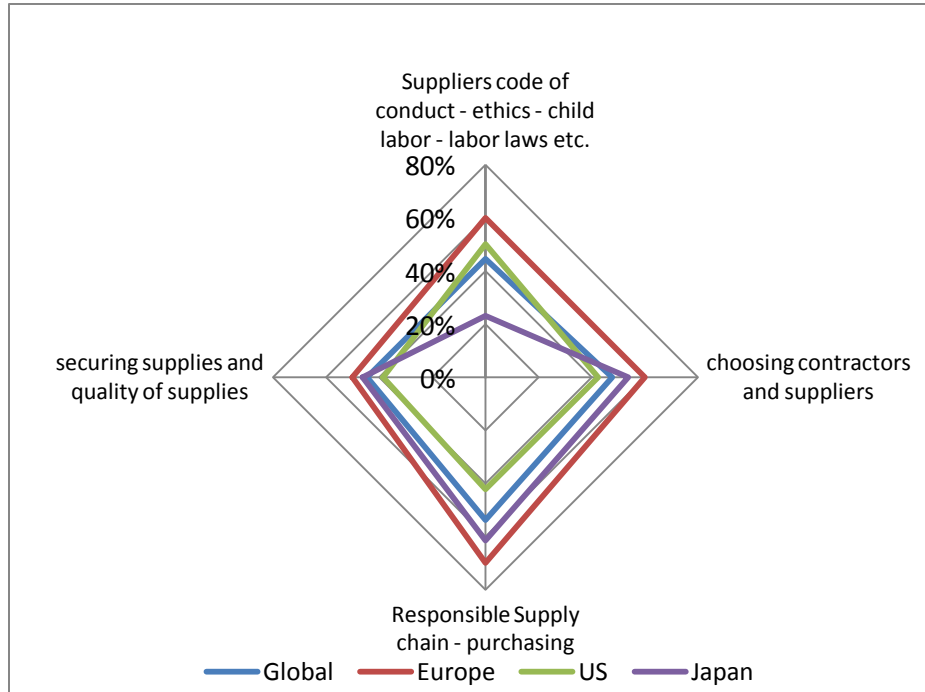 Suppliers code of
conduct - ethics - child
labor - labor laws etc.
80%
60%
40%
20%
0%
securing supplies and
quality of supplies
choosing contractors
and suppliers
Responsible Supply
chain - purchasing
Global Europe US Japan